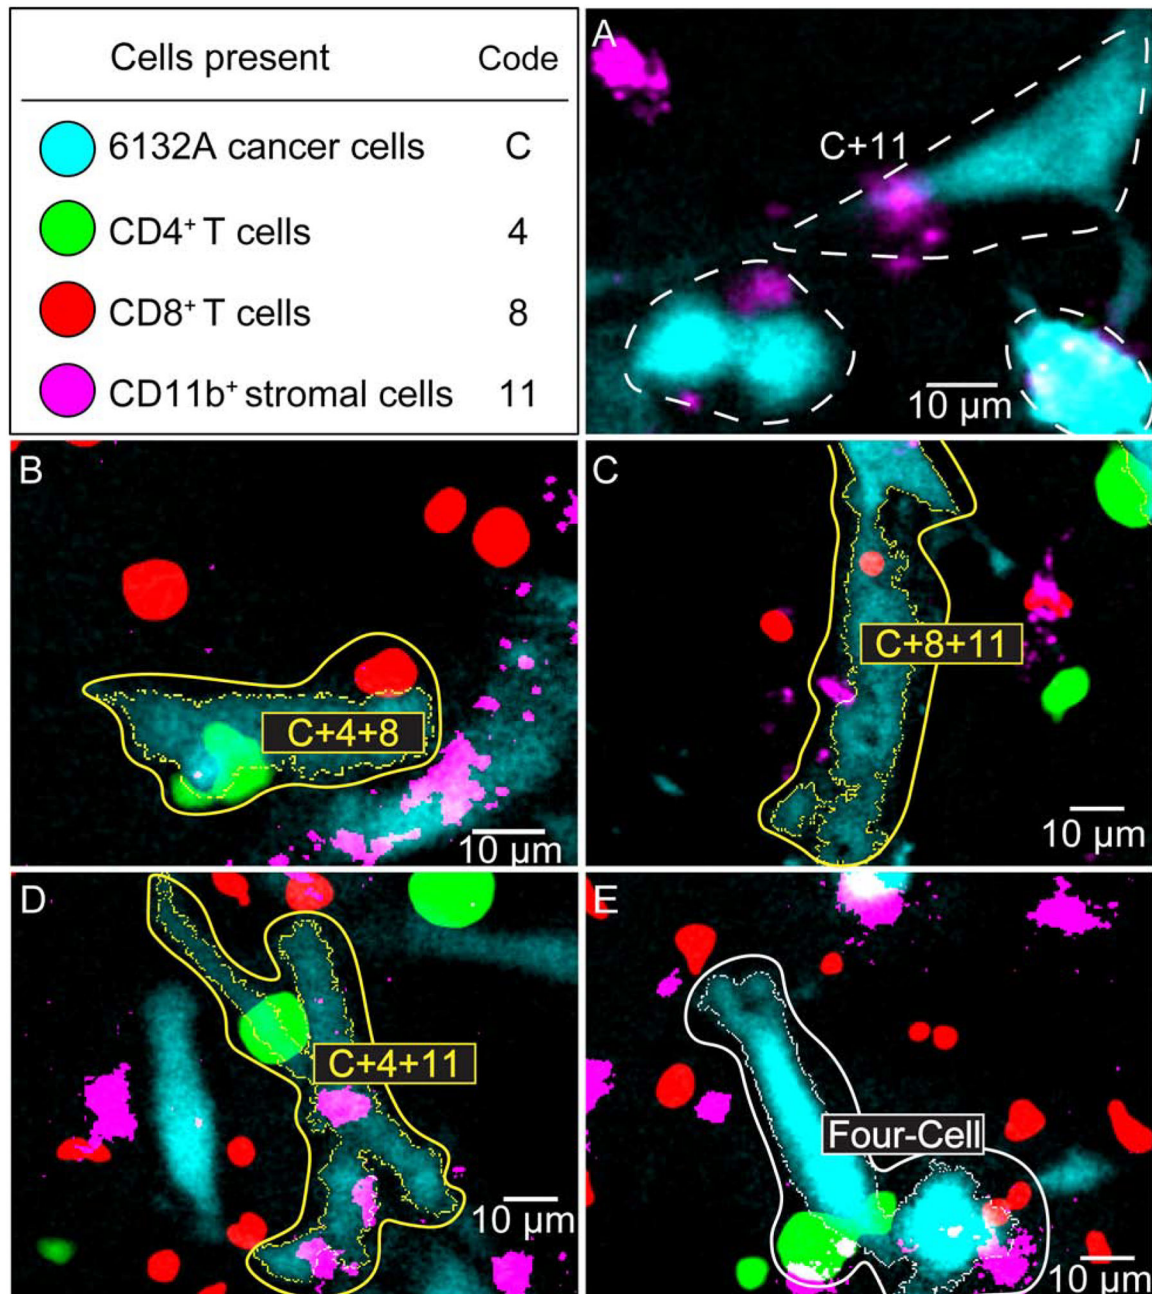 Cells present Code
6132A cancer cells C
CD4⁺ T cells 4
CD8⁺ T cells 8
CD11b⁺ stromal cells 11
A
C+11
10 µm
B
C+4+8
10 µm
C
C+8+11
10 µm
D
C+4+11
10 µm
E
Four-Cell
10 µm